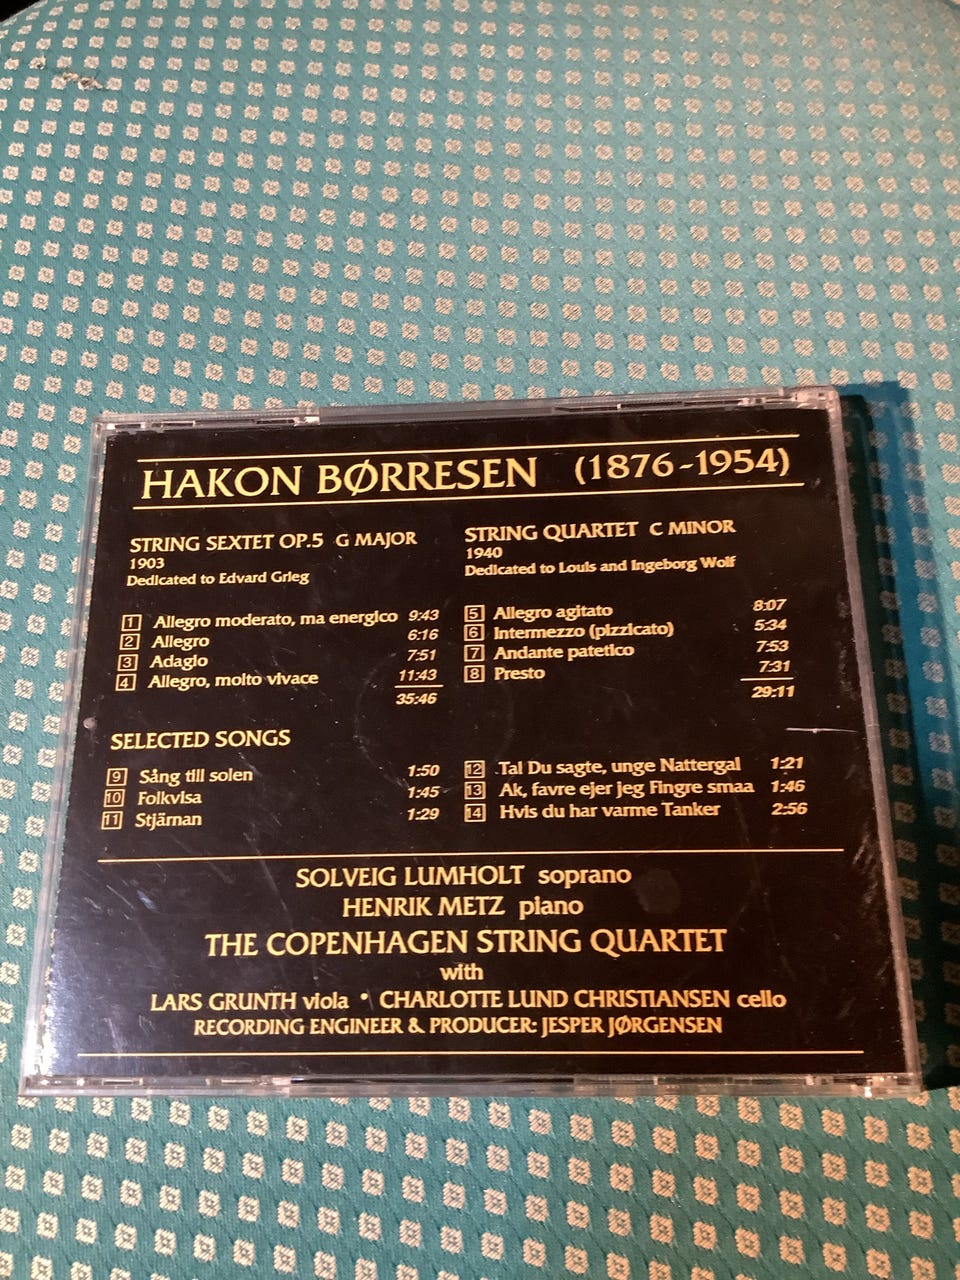 HAKON BØRRESEN (1876-1954)
STRING SEXTET OP.5 G MAJOR
1903
Dedicated to Edvard Grieg
1 Allegro moderato, ma energico 9:43
2 Allegro 6:16
3 Adagio 7:51
4 Allegro, molto vivace 11:43
35:46
STRING QUARTET C MINOR
1940
Dedicated to Louis and Ingeborg Wolf
5 Allegro agitato 8:07
6 Intermezzo (pizzicato) 5:34
7 Andante patetico 7:53
8 Presto 7:31
29:11
SELECTED SONGS
9 Sång till solen 1:50
10 Folkvisa 1:45
11 Stjärnan 1:29
12 Tal Du sagte, unge Nattergal 1:21
13 Ak, favre ejer jeg Fingre smaa 1:46
14 Hvis du har varme Tanker 2:56
SOLVEIG LUMHOLT soprano
HENRIK METZ piano
THE COPENHAGEN STRING QUARTET
with
LARS GRUNTH viola • CHARLOTTE LUND CHRISTIANSEN cello
RECORDING ENGINEER & PRODUCER: JESPER JØRGENSEN